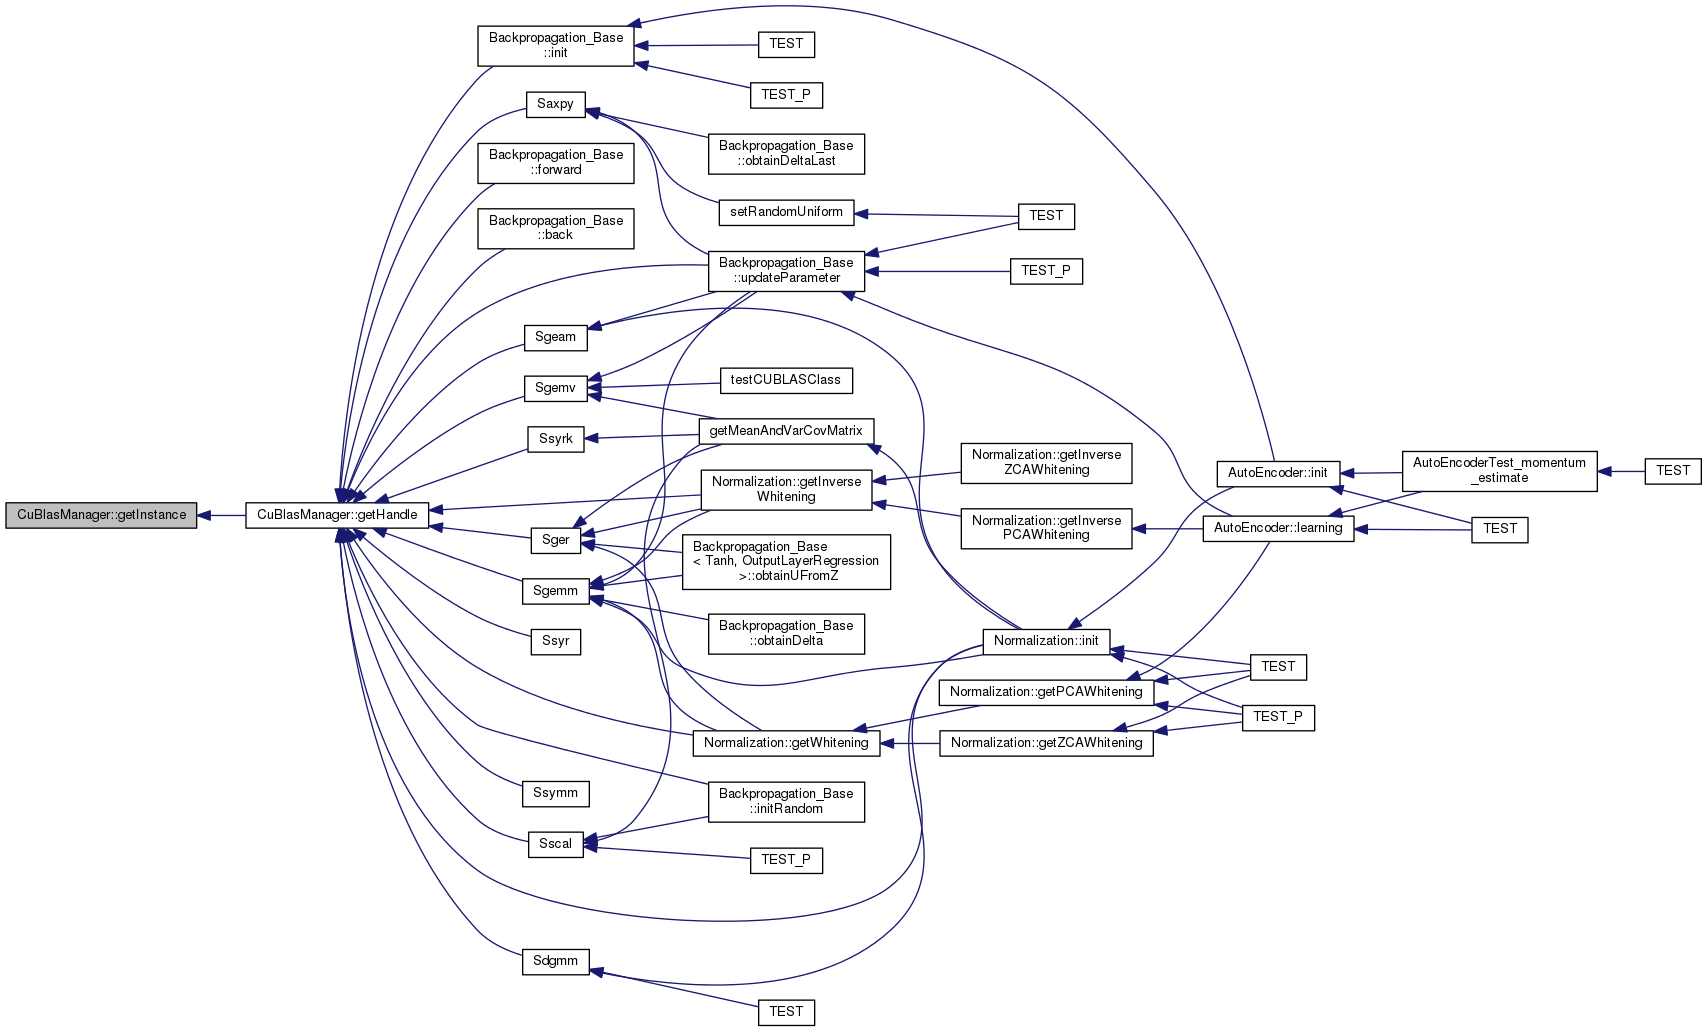 Backpropagation_Base
::init
TEST
TEST_P
Saxpy
Backpropagation_Base
::obtainDeltaLast
Backpropagation_Base
::forward
setRandomUniform
TEST
Backpropagation_Base
::back
Backpropagation_Base
::updateParameter
TEST_P
Sgeam
Sgemv
testCUBLASClass
Ssyrk
getMeanAndVarCovMatrix
Normalization::getInverse
ZCAWhitening
AutoEncoder::init
AutoEncoderTest_momentum
_estimate
TEST
CuBlasManager::getInstance
CuBlasManager::getHandle
Normalization::getInverse
Whitening
Normalization::getInverse
PCAWhitening
AutoEncoder::learning
TEST
Sger
Backpropagation_Base
< Tanh, OutputLayerRegression
>::obtainUFromZ
Sgemm
Backpropagation_Base
::obtainDelta
Ssyr
Normalization::init
TEST
Normalization::getPCAWhitening
TEST_P
Normalization::getWhitening
Normalization::getZCAWhitening
Ssymm
Backpropagation_Base
::initRandom
Sscal
TEST_P
Sdgmm
TEST